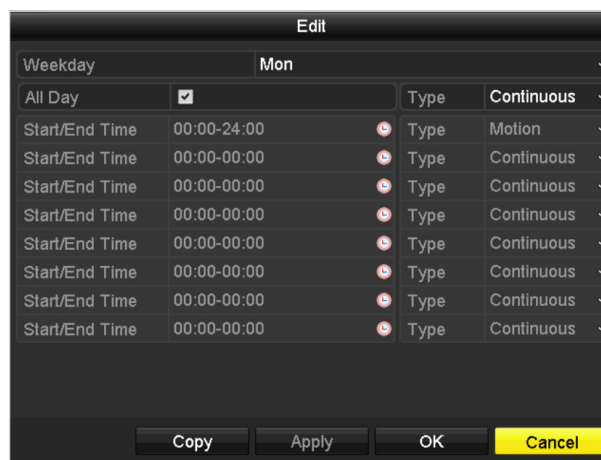 Edit
Weekday Mon
All Day Type Continuous
Start/End Time 00:00-24:00 Type Motion
Start/End Time 00:00-00:00 Type Continuous
Start/End Time 00:00-00:00 Type Continuous
Start/End Time 00:00-00:00 Type Continuous
Start/End Time 00:00-00:00 Type Continuous
Start/End Time 00:00-00:00 Type Continuous
Start/End Time 00:00-00:00 Type Continuous
Start/End Time 00:00-00:00 Type Continuous
Copy Apply OK Cancel